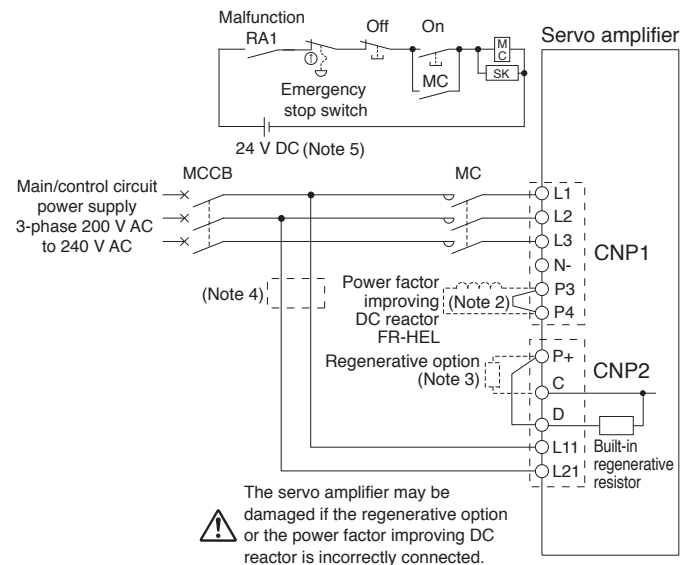 Malfunction
RA1
Off
On
MC
SK
MC
Emergency
stop switch
24 V DC (Note 5)
Servo amplifier
MCCB
MC
Main/control circuit
power supply
3-phase 200 V AC
to 240 V AC
L1
L2
L3
N-
P3
P4
CNP1
(Note 4)
Power factor
improving
DC reactor
FR-HEL
(Note 2)
Regenerative option
(Note 3)
P+
C
D
L11
L21
CNP2
Built-in
regenerative
resistor
The servo amplifier may be
damaged if the regenerative option
or the power factor improving DC
reactor is incorrectly connected.